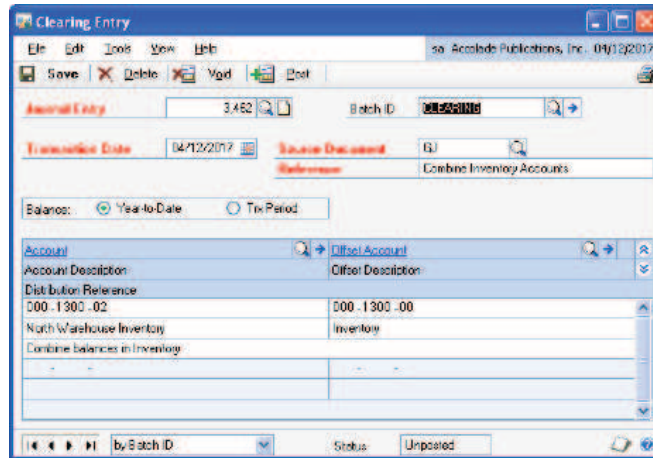 Clearing Entry
File Edit Tools View Help sa Accolade Publications, Inc. 04/12/2017
Save Delete Void Post
Journal Entry 3,462 Batch ID CLEARING
Transaction Date 04/12/2017 Source Document GJ
Reference Combine Inventory Accounts
Balance: Year-to-Date Trx Period
Account Offset Account
Account Description Offset Description
Distribution Reference
000 -1300 -02 000 -1300 -00
North Warehouse Inventory Inventory
Combine balances in Inventory
by Batch ID Status Unposted